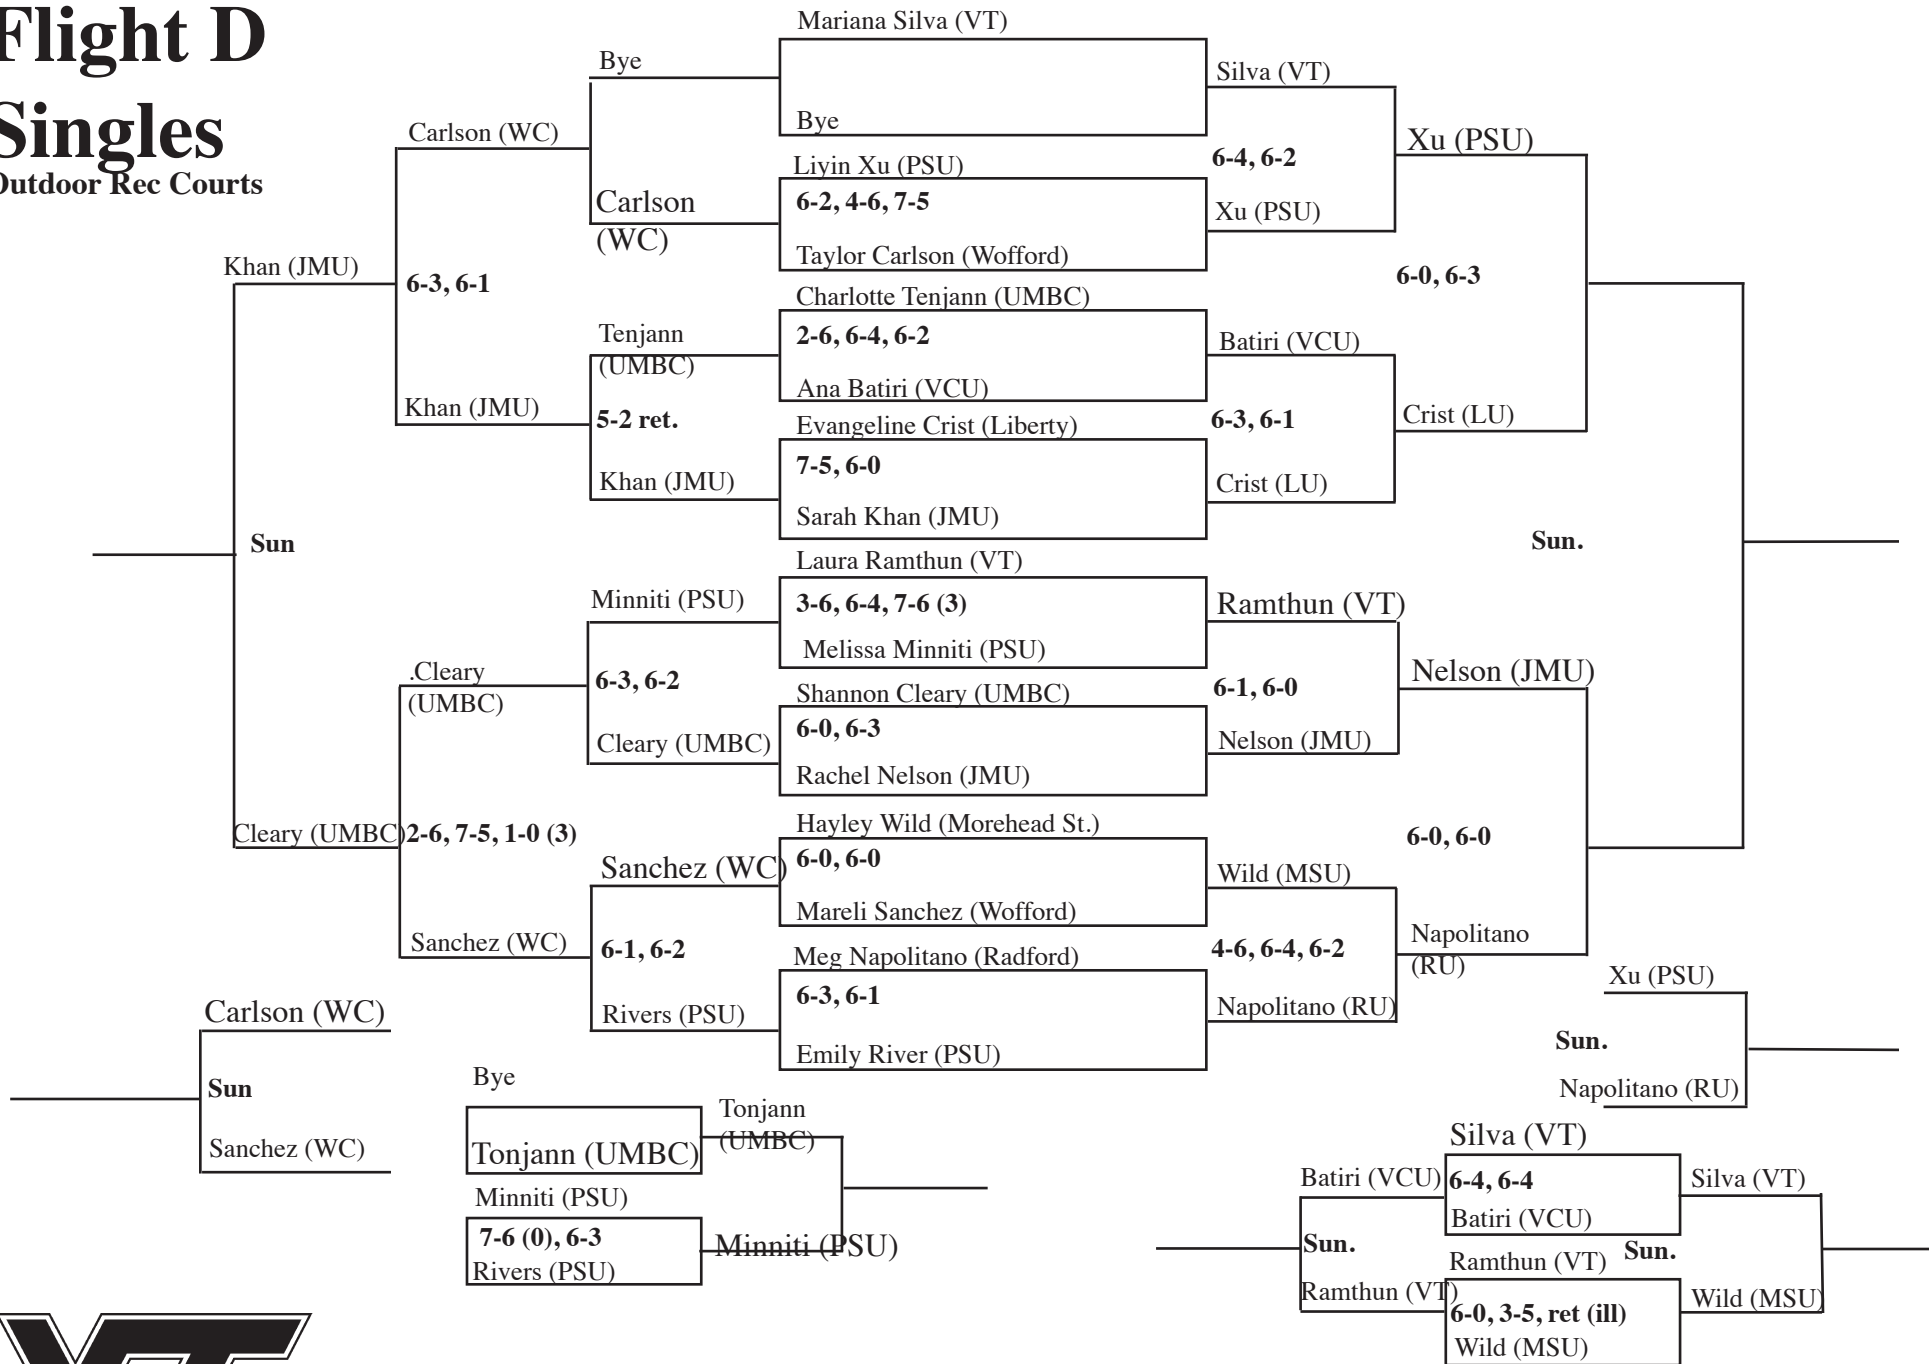 Flight D
Singles
Outdoor Rec Courts
Mariana Silva (VT)
Bye
Silva (VT)
Bye
Carlson (WC)
Xu (PSU)
6-4, 6-2
Liyin Xu (PSU)
6-2, 4-6, 7-5
Carlson
(WC)
Xu (PSU)
Taylor Carlson (Wofford)
Khan (JMU)
6-3, 6-1
6-0, 6-3
Charlotte Tenjann (UMBC)
Tenjann
(UMBC)
2-6, 6-4, 6-2
Batiri (VCU)
Ana Batiri (VCU)
Khan (JMU)
5-2 ret.
Evangeline Crist (Liberty)
6-3, 6-1
Crist (LU)
7-5, 6-0
Khan (JMU)
Crist (LU)
Sarah Khan (JMU)
Sun
Sun.
Laura Ramthun (VT)
Minniti (PSU)
3-6, 6-4, 7-6 (3)
Ramthun (VT)
Melissa Minniti (PSU)
.Cleary
(UMBC)
6-3, 6-2
Shannon Cleary (UMBC)
6-1, 6-0
Nelson (JMU)
6-0, 6-3
Cleary (UMBC)
Nelson (JMU)
Rachel Nelson (JMU)
Hayley Wild (Morehead St.)
Cleary (UMBC)
2-6, 7-5, 1-0 (3)
6-0, 6-0
Sanchez (WC)
6-0, 6-0
Wild (MSU)
Mareli Sanchez (Wofford)
Sanchez (WC)
6-1, 6-2
Meg Napolitano (Radford)
4-6, 6-4, 6-2
Napolitano
(RU)
6-3, 6-1
Rivers (PSU)
Napolitano (RU)
Emily River (PSU)
Xu (PSU)
Sun.
Napolitano (RU)
Carlson (WC)
Sun
Sanchez (WC)
Bye
Tonjann (UMBC)
Tonjann
(UMBC)
Minniti (PSU)
7-6 (0), 6-3
Rivers (PSU)
Minniti (PSU)
Silva (VT)
Batiri (VCU)
6-4, 6-4
Silva (VT)
Batiri (VCU)
Sun.
Ramthun (VT)
Sun.
Ramthun (VT)
6-0, 3-5, ret (ill)
Wild (MSU)
Wild (MSU)
VT